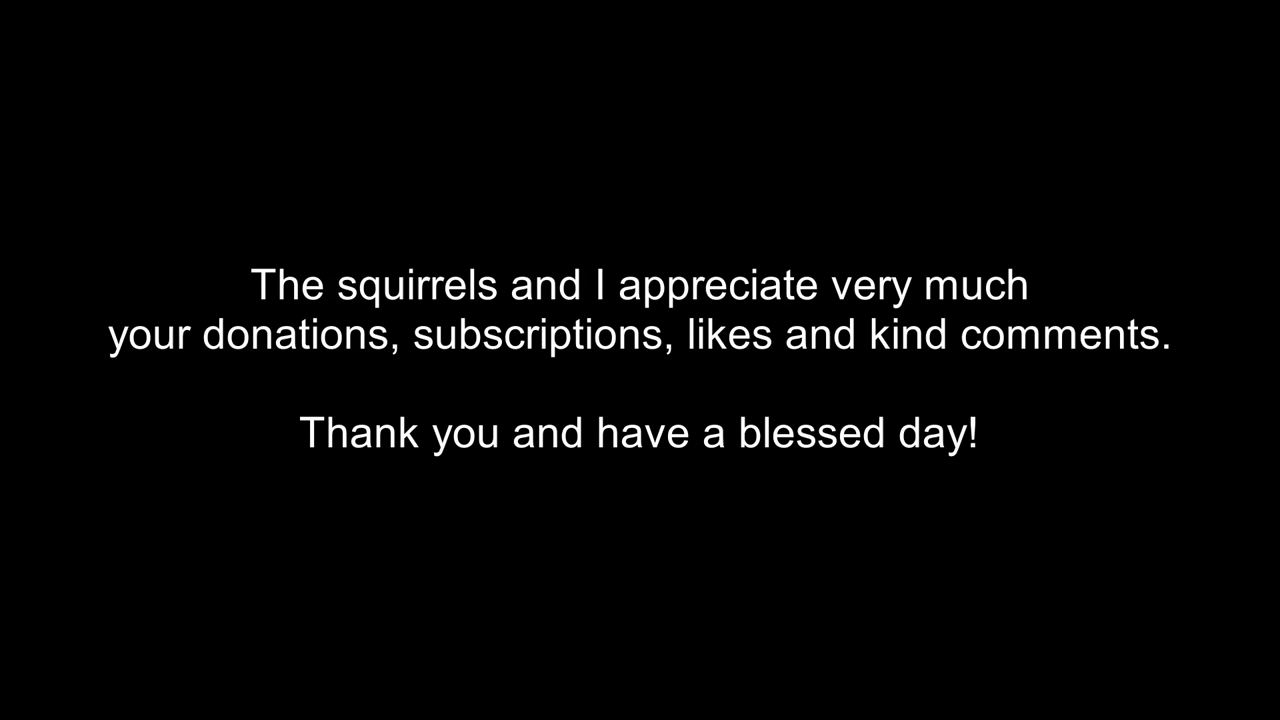 The squirrels and I appreciate very much
your donations, subscriptions, likes and kind comments.
Thank you and have a blessed day!